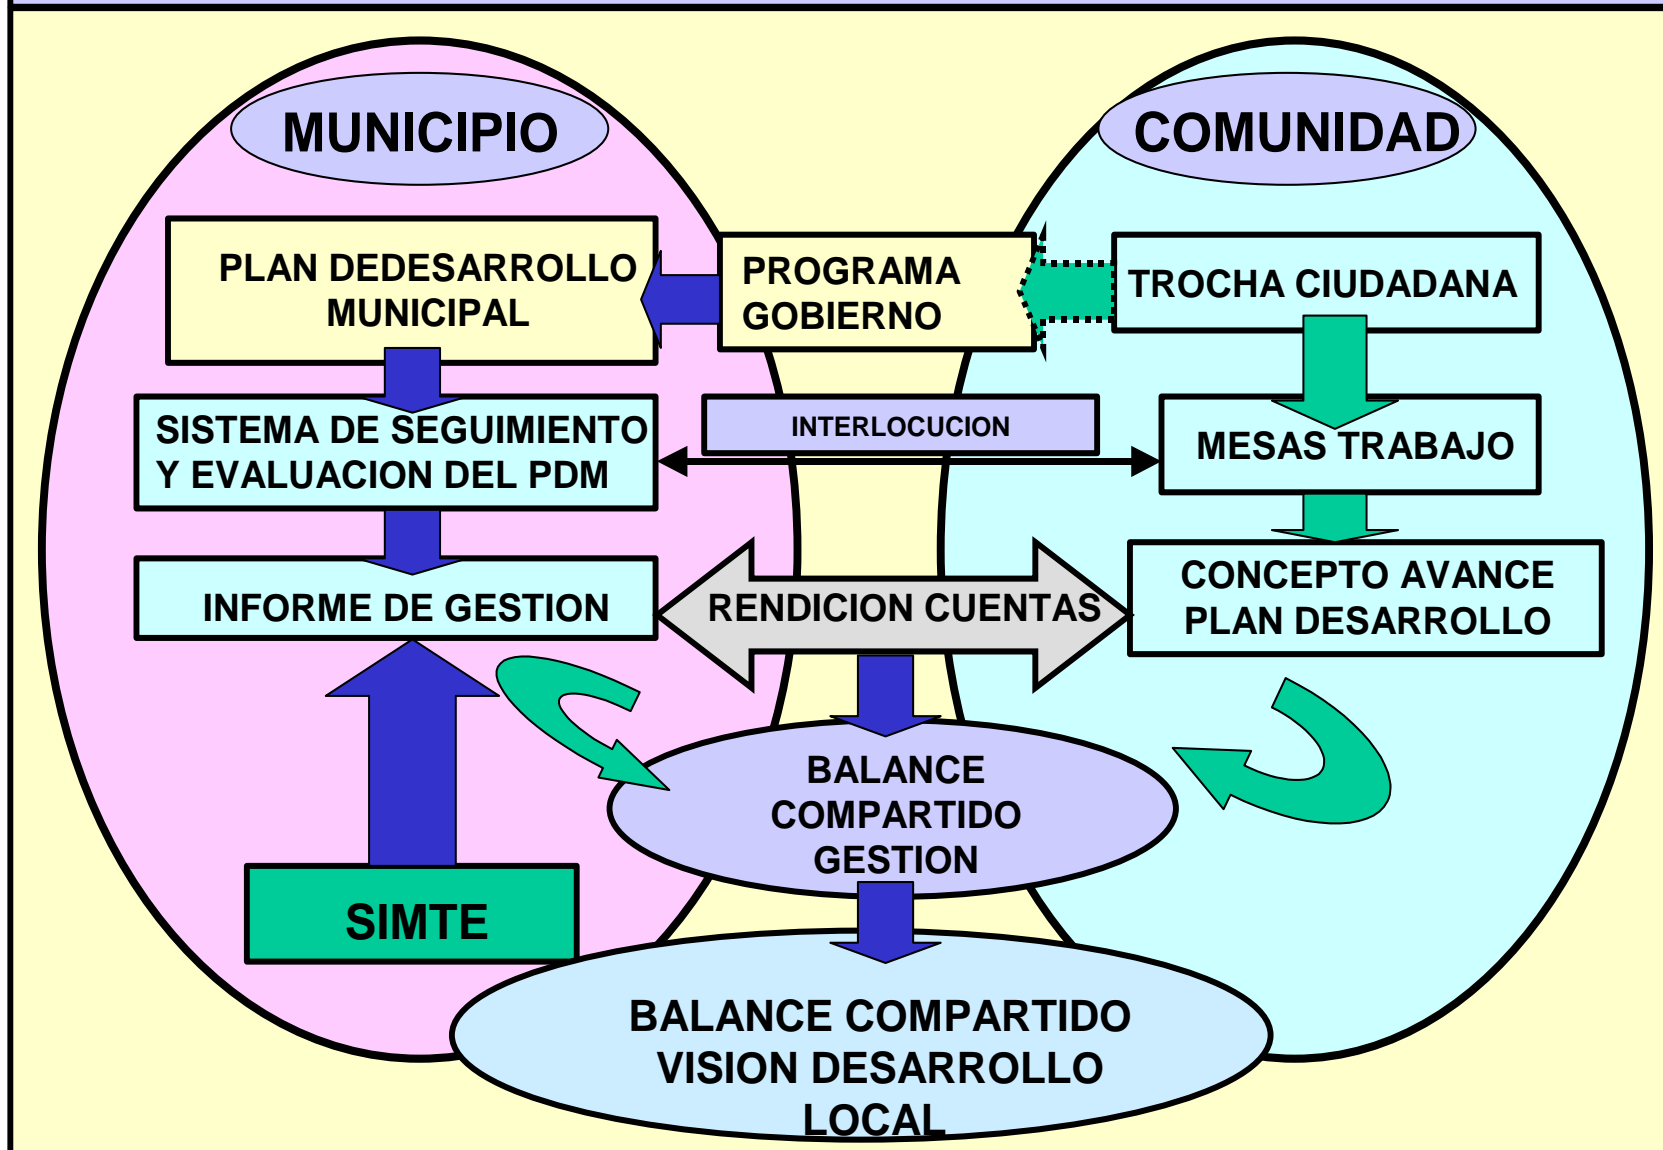 MUNICIPIO
COMUNIDAD
PLAN DEDESARROLLO
MUNICIPAL
PROGRAMA
GOBIERNO
TROCHA CIUDADANA
SISTEMA DE SEGUIMIENTO
Y EVALUACION DEL PDM
INTERLOCUCION
MESAS TRABAJO
INFORME DE GESTION
RENDICION CUENTAS
CONCEPTO AVANCE
PLAN DESARROLLO
BALANCE
COMPARTIDO
GESTION
SIMTE
BALANCE COMPARTIDO
VISION DESARROLLO
LOCAL